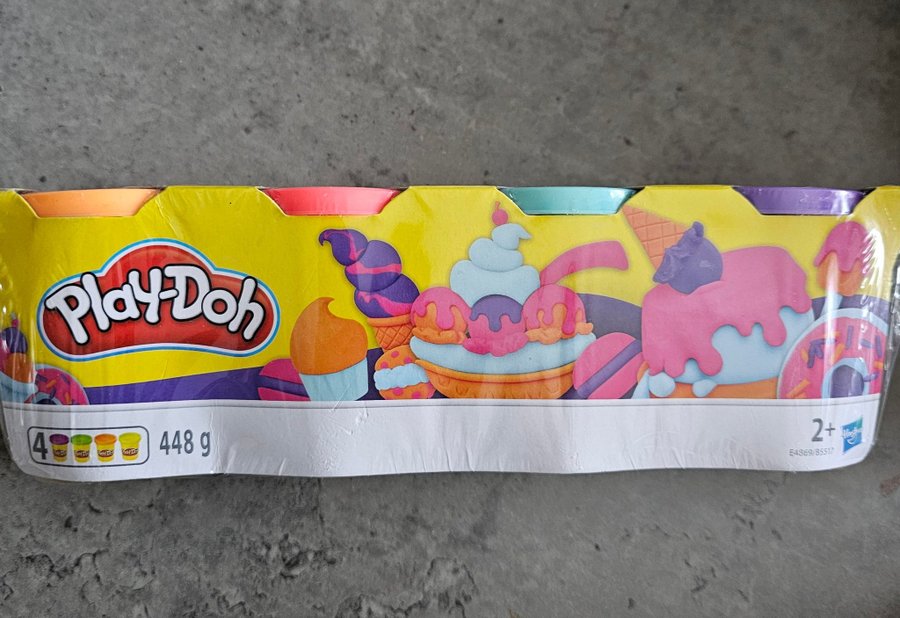 Play-Doh
4
448 g
2+
E4869/B5517
Hasbro